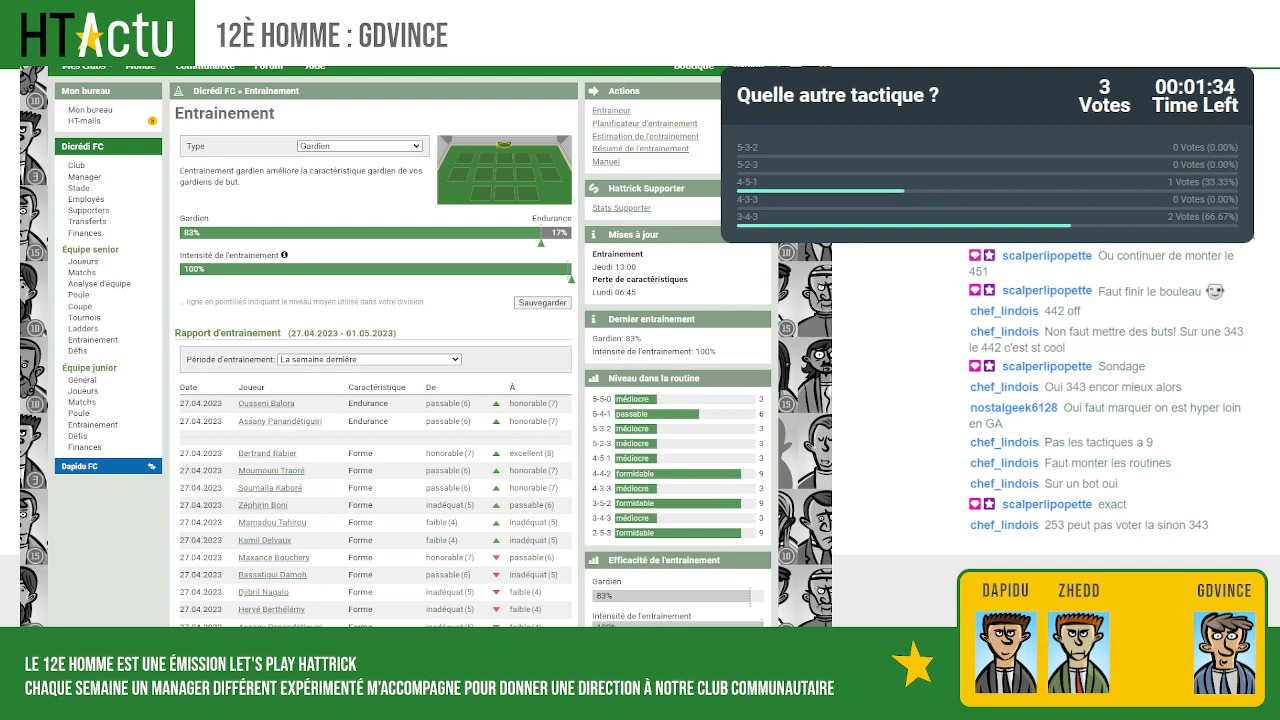 HTActu
12È HOMME : GDVINCE
Mes Clubs Monde Communauté Forum Aide Boutique
Mon bureau
Mon bureau
HT-mails 5
Dicrédi FC
Club
Manager
Stade
Employés
Supporters
Transferts
Finances
Équipe senior
Joueurs
Matchs
Analyse d'équipe
Poule
Coupe
Tournois
Ladders
Entrainement
Défis
Équipe junior
Général
Joueurs
Matchs
Poule
Entrainement
Défis
Finances
Dapidu FC
Dicrédi FC » Entrainement
Entrainement
Type Gardien
L'entrainement gardien améliore la caractéristique gardien de vos
gardiens de but.
Gardien Endurance
83% 17%
Intensité de l'entrainement
100%
... ligne en pointillés indiquant le niveau moyen utilisé dans votre division
Sauvegarder
Rapport d'entrainement (27.04.2023 - 01.05.2023)
Période d'entrainement: La semaine dernière
Date Joueur Caractéristique De À
27.04.2023 Ousseni Balora Endurance passable (6) honorable (7)
27.04.2023 Assany Panandétiguiri Endurance passable (6) honorable (7)
27.04.2023 Bertrand Rabier Forme honorable (7) excellent (8)
27.04.2023 Moumouni Traoré Forme passable (6) honorable (7)
27.04.2023 Soumaïla Kaboré Forme passable (6) honorable (7)
27.04.2023 Zéphirin Boni Forme inadéquat (5) passable (6)
27.04.2023 Mamadou Tahirou Forme faible (4) inadéquat (5)
27.04.2023 Kamil Delvaux Forme faible (4) inadéquat (5)
27.04.2023 Maxance Bouchery Forme honorable (7) passable (6)
27.04.2023 Bassatigui Damoh Forme passable (6) inadéquat (5)
27.04.2023 Djibril Nagalo Forme inadéquat (5) faible (4)
27.04.2023 Hervé Berthélémy Forme inadéquat (5) faible (4)
Actions
Entraineur
Planificateur d'entrainement
Estimation de l'entrainement
Résumé de l'entrainement
Manuel
Hattrick Supporter
Stats Supporter
Mises à jour
Entrainement
Jeudi 13:00
Perte de caractéristiques
Lundi 06:45
Dernier entrainement
Gardien: 83%
Intensité de l'entrainement: 100%
Niveau dans la routine
5-5-0 médiocre 3
5-4-1 passable 6
5-3-2 médiocre 3
5-2-3 médiocre 3
4-5-1 médiocre 3
4-4-2 formidable 9
4-3-3 médiocre 3
3-5-2 formidable 9
3-4-3 médiocre 3
2-5-3 formidable 9
Efficacité de l'entrainement
Gardien
83%
Intensité de l'entrainement
100%
Quelle autre tactique ?
3 Votes
00:01:34 Time Left
5-3-2 0 Votes (0.00%)
5-2-3 0 Votes (0.00%)
4-5-1 1 Votes (33.33%)
4-3-3 0 Votes (0.00%)
3-4-3 2 Votes (66.67%)
scalperlipopette Ou continuer de monter le
451
scalperlipopette Faut finir le bouleau
chef_lindois 442 off
chef_lindois Non faut mettre des buts! Sur une 343
le 442 c'est st cool
scalperlipopette Sondage
chef_lindois Oui 343 encor mieux alors
nostalgeek6128 Oui faut marquer on est hyper loin
en GA
chef_lindois Pas les tactiques a 9
chef_lindois Faut monter les routines
chef_lindois Sur un bot oui
scalperlipopette exact
chef_lindois 253 peut pas voter la sinon 343
DAPIDU ZHEDD GDVINCE
LE 12E HOMME EST UNE ÉMISSION LET'S PLAY HATTRICK
CHAQUE SEMAINE UN MANAGER DIFFÉRENT EXPÉRIMENTÉ M'ACCOMPAGNE POUR DONNER UNE DIRECTION À NOTRE CLUB COMMUNAUTAIRE